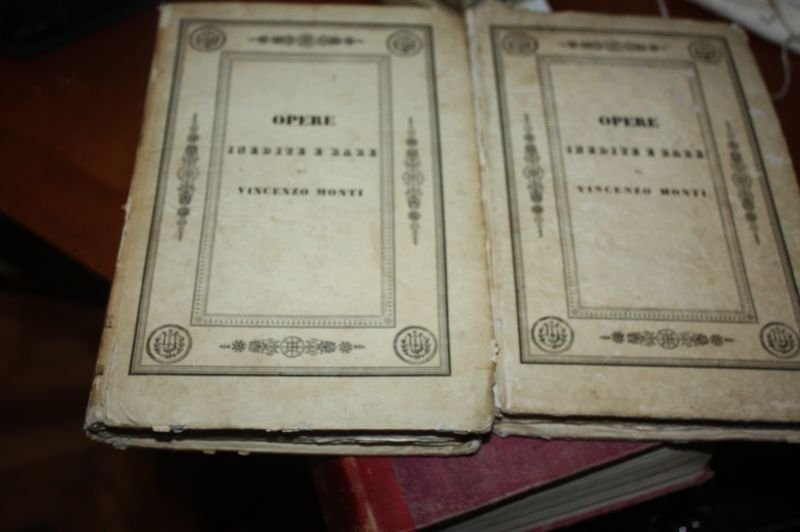 OPERE
INEDITE E RARE
DI
VINCENZO MONTI
OPERE
INEDITE E RARE
DI
VINCENZO MONTI